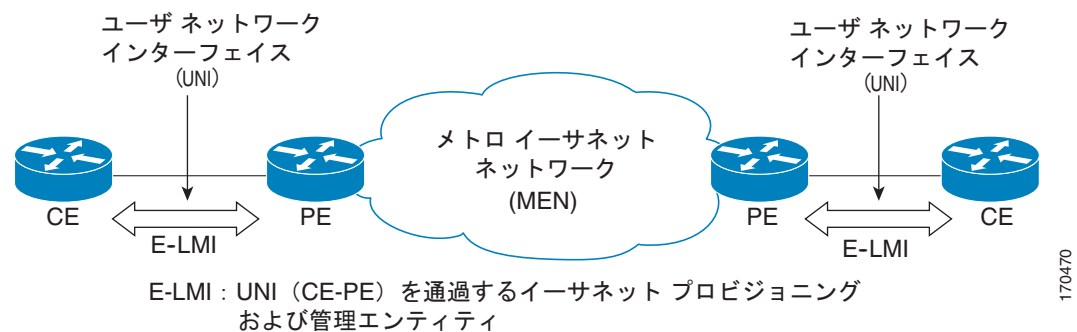 ユーザ ネットワーク
インターフェイス
(UNI)
ユーザ ネットワーク
インターフェイス
(UNI)
メトロ イーサネット
ネットワーク
(MEN)
CE
PE
PE
CE
E-LMI
E-LMI
E-LMI：UNI（CE-PE）を通過するイーサネット プロビジョニング
および管理エンティティ
170470